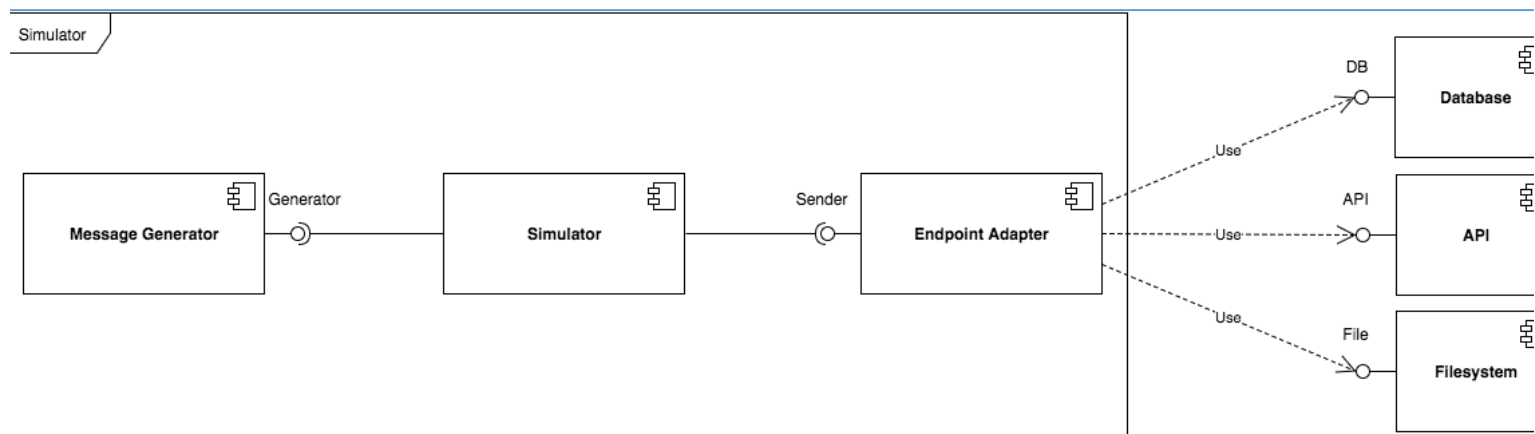 Simulator
DB
Database
Use
Message Generator
Generator
Simulator
Sender
Endpoint Adapter
Use
API
API
Use
File
Filesystem